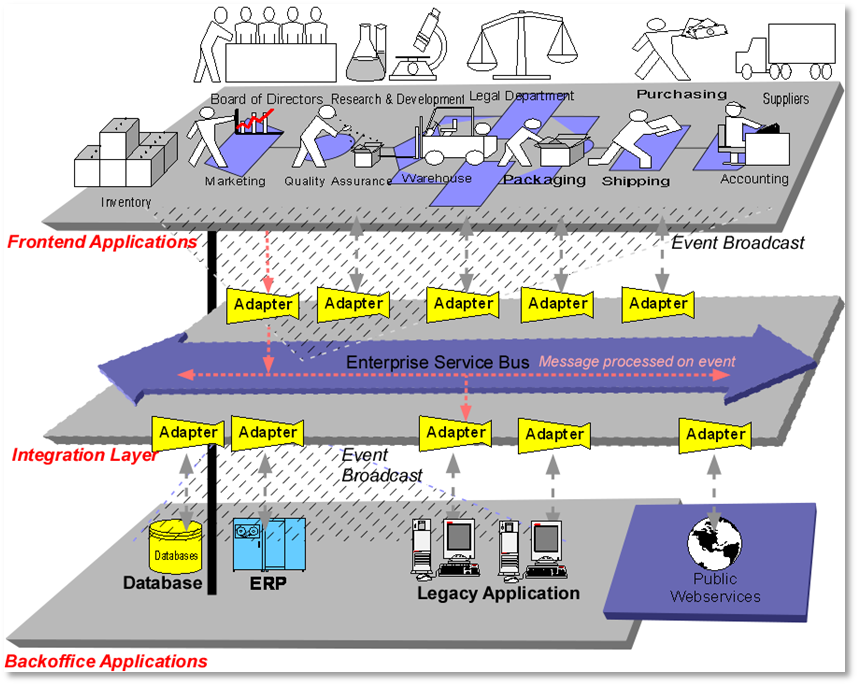 Board of Directors
Research & Development
Legal Department
Purchasing
Suppliers
Inventory
Marketing
Quality Assurance
Warehouse
Packaging
Shipping
Accounting
Frontend Applications
Event Broadcast
Adapter
Adapter
Adapter
Adapter
Adapter
Enterprise Service Bus
Message processed on event
Adapter
Adapter
Adapter
Adapter
Adapter
Integration Layer
Event
Broadcast
Databases
Database
ERP
Legacy Application
Public
Webservices
Backoffice Applications